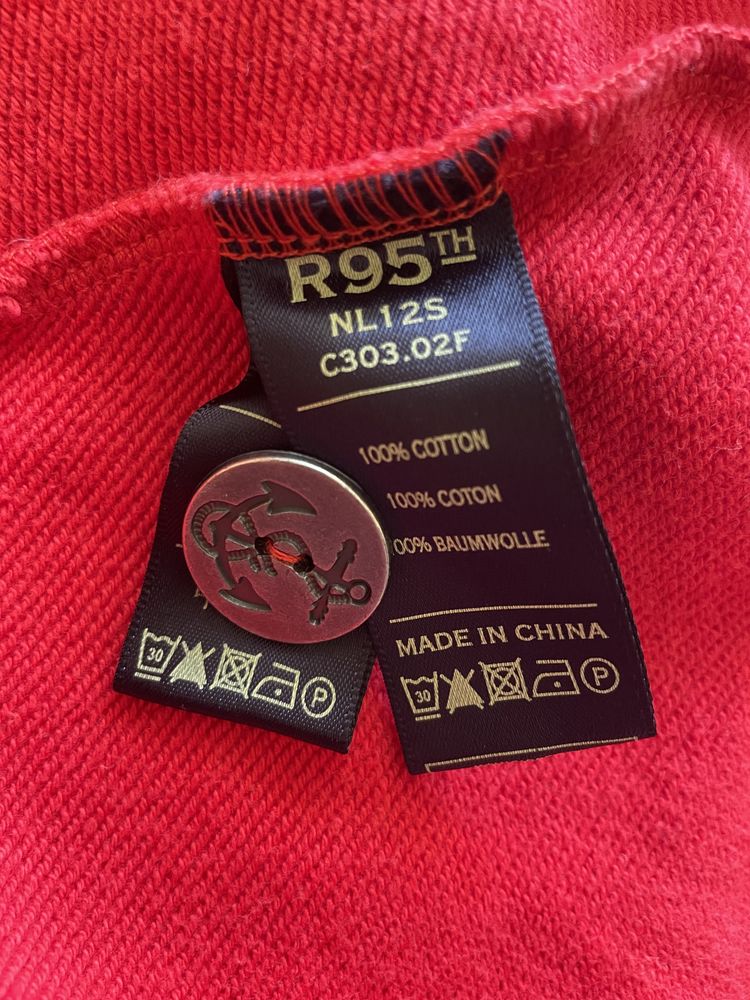 R95TH
NL12S
C303.02F
100% COTTON
100% COTON
00% BAUMWOLLE
MADE IN CHINA
30 P
30 P